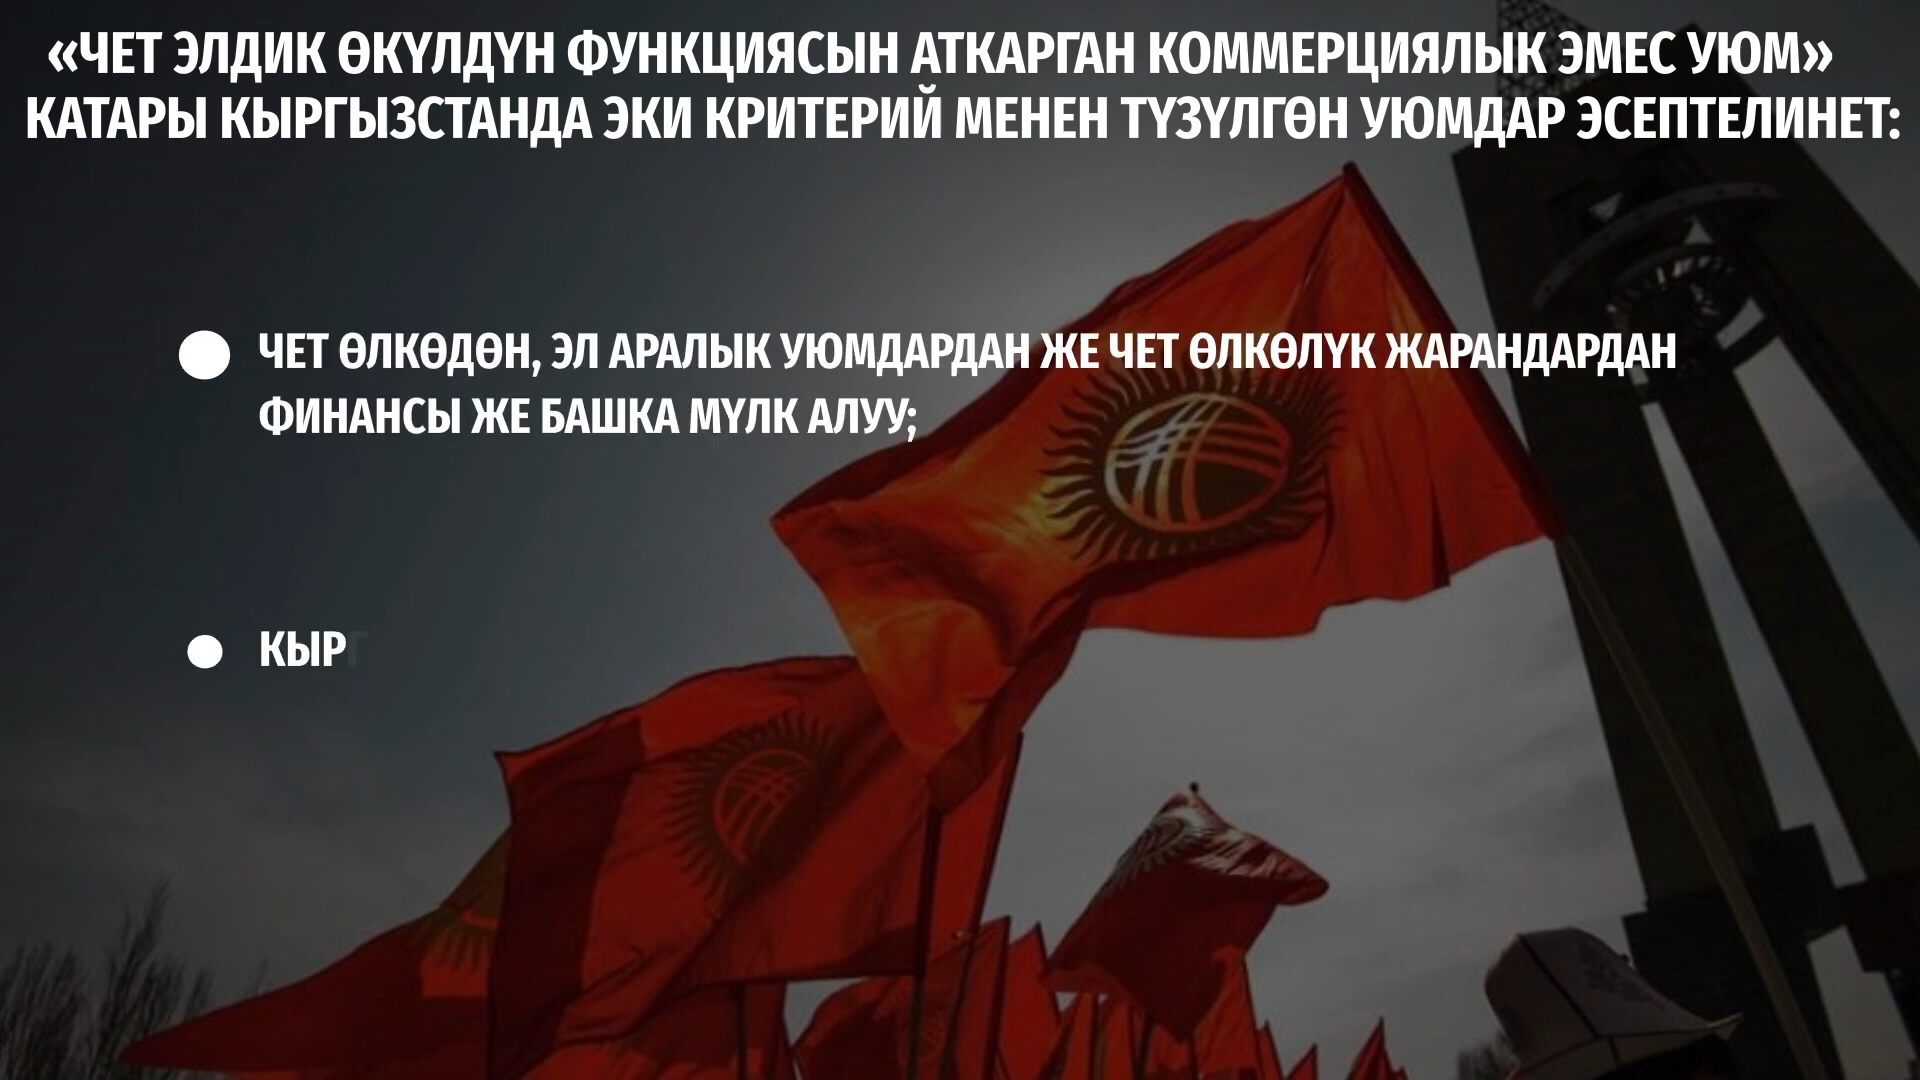 «ЧЕТ ЭЛДИК ӨКҮЛДҮН ФУНКЦИЯСЫН АТКАРГАН КОММЕРЦИЯЛЫК ЭМЕС УЮМ»
КАТАРЫ КЫРГЫЗСТАНДА ЭКИ КРИТЕРИЙ МЕНЕН ТҮЗҮЛГӨН УЮМДАР ЭСЕПТЕЛИНЕТ:
ЧЕТ ӨЛКӨДӨН, ЭЛ АРАЛЫК УЮМДАРДАН ЖЕ ЧЕТ ӨЛКӨЛҮК ЖАРАНДАРДАН
ФИНАНСЫ ЖЕ БАШКА МҮЛК АЛУУ;
КЫРГ